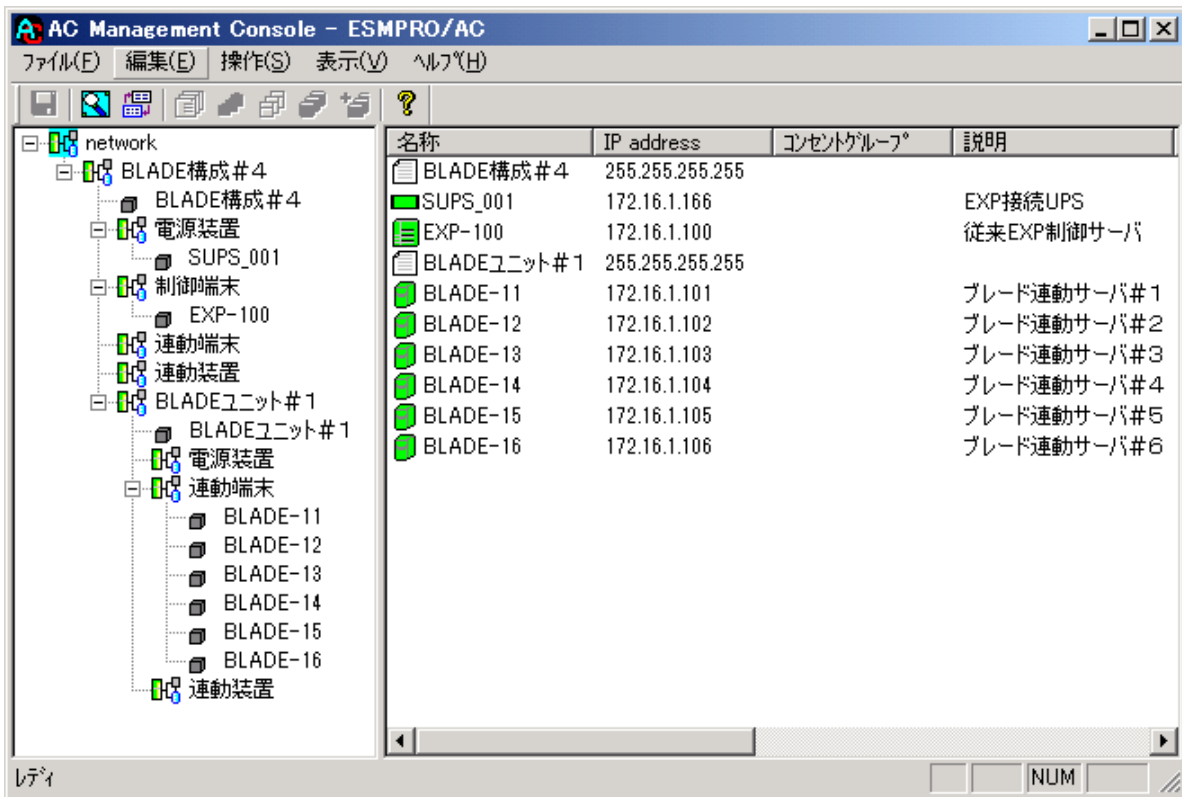 AC Management Console - ESMPRO/AC
ﾌｧｲﾙ(F) 編集(E) 操作(S) 表示(V) ﾍﾙﾌﾟ(H)
network
BLADE構成＃4
BLADE構成＃4
電源装置
SUPS_001
制御端末
EXP-100
連動端末
連動装置
BLADEﾕﾆｯﾄ＃1
BLADEﾕﾆｯﾄ＃1
電源装置
連動端末
BLADE-11
BLADE-12
BLADE-13
BLADE-14
BLADE-15
BLADE-16
連動装置
名称 IP address ｺﾝｾﾝﾄｸﾞﾙｰﾌﾟ 説明
BLADE構成＃4 255.255.255.255
SUPS_001 172.16.1.166 EXP接続UPS
EXP-100 172.16.1.100 従来EXP制御サーバ
BLADEﾕﾆｯﾄ＃1 255.255.255.255
BLADE-11 172.16.1.101 ブレード連動サーバ＃1
BLADE-12 172.16.1.102 ブレード連動サーバ＃2
BLADE-13 172.16.1.103 ブレード連動サーバ＃3
BLADE-14 172.16.1.104 ブレード連動サーバ＃4
BLADE-15 172.16.1.105 ブレード連動サーバ＃5
BLADE-16 172.16.1.106 ブレード連動サーバ＃6
ﾚﾃﾞｨ NUM